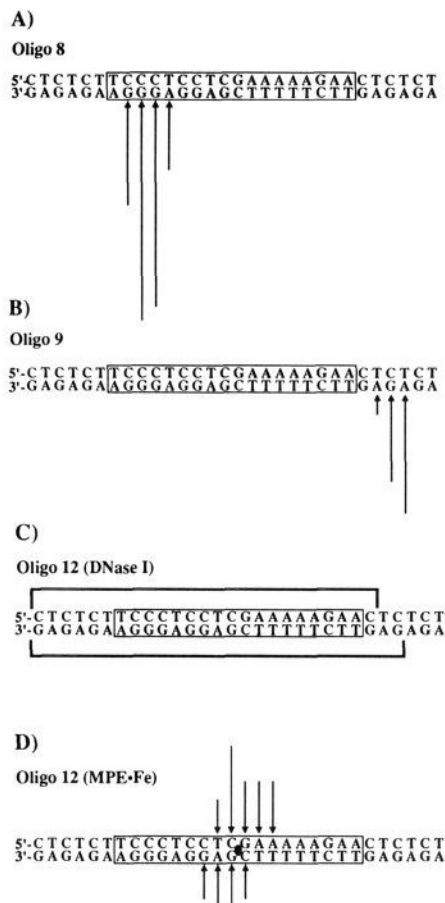 A)
Oligo 8
5'-CTCTCTTCCCTCCTCGAAAAAGAACTCTCT
3'-GAGAGAAGGGAGGAGCTTTTTCTTGAGAGA
B)
Oligo 9
5'-CTCTCTTCCCTCCTCGAAAAAGAACTCTCT
3'-GAGAGAAGGGAGGAGCTTTTTCTTGAGAGA
C)
Oligo 12 (DNase I)
5'-CTCTCTTCCCTCCTCGAAAAAGAACTCTCT
3'-GAGAGAAGGGAGGAGCTTTTTCTTGAGAGA
D)
Oligo 12 (MPE•Fe)
5'-CTCTCTTCCCTCCTCGAAAAAGAACTCTCT
3'-GAGAGAAGGGAGGAGCTTTTTCTTGAGAGA